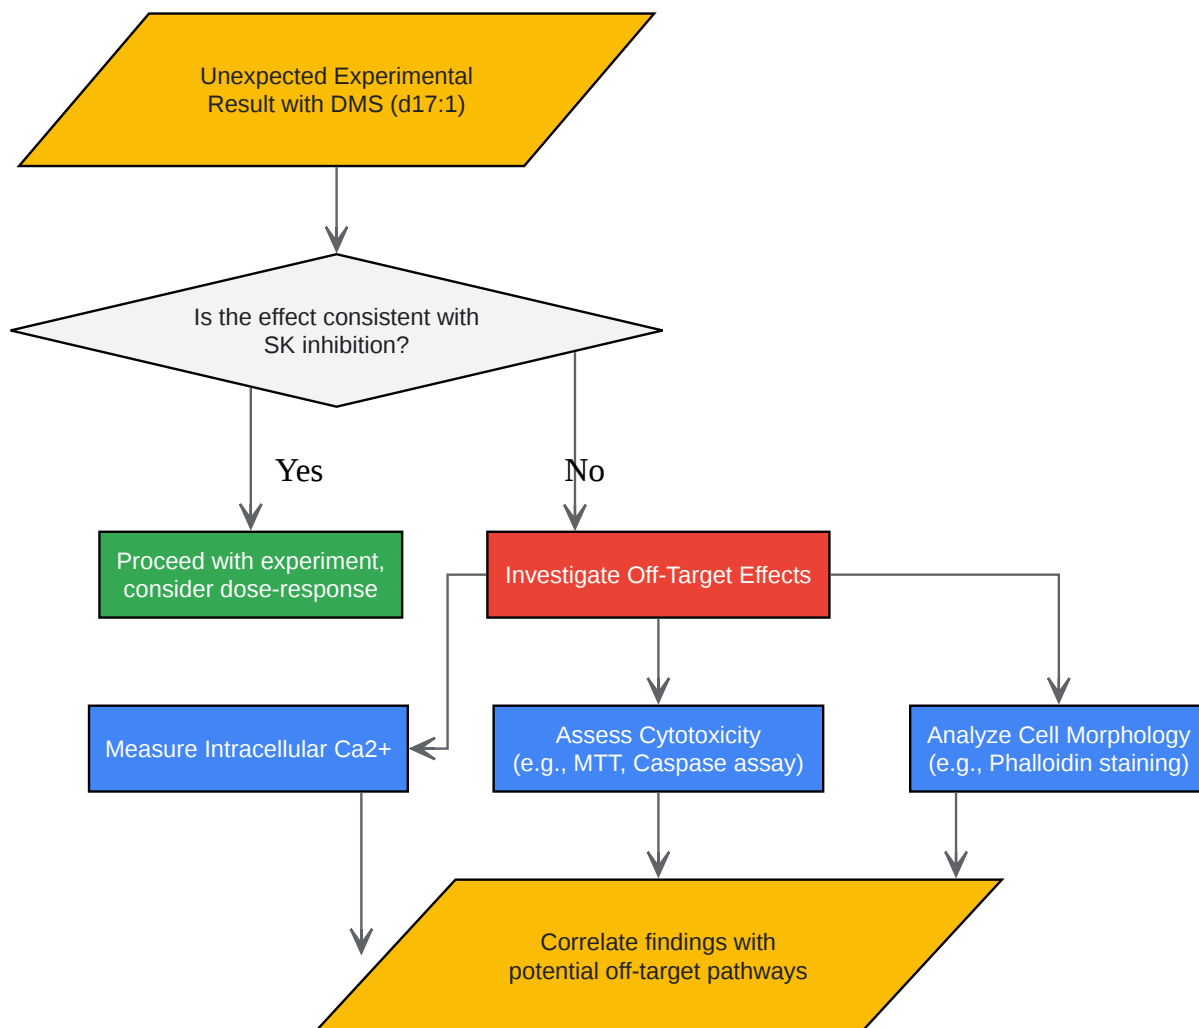 Unexpected Experimental
Result with DMS (d17:1)
Is the effect consistent with
SK inhibition?
Yes
No
Proceed with experiment,
consider dose-response
Investigate Off-Target Effects
Measure Intracellular Ca2+
Assess Cytotoxicity
(e.g., MTT, Caspase assay)
Analyze Cell Morphology
(e.g., Phalloidin staining)
Correlate findings with
potential off-target pathways